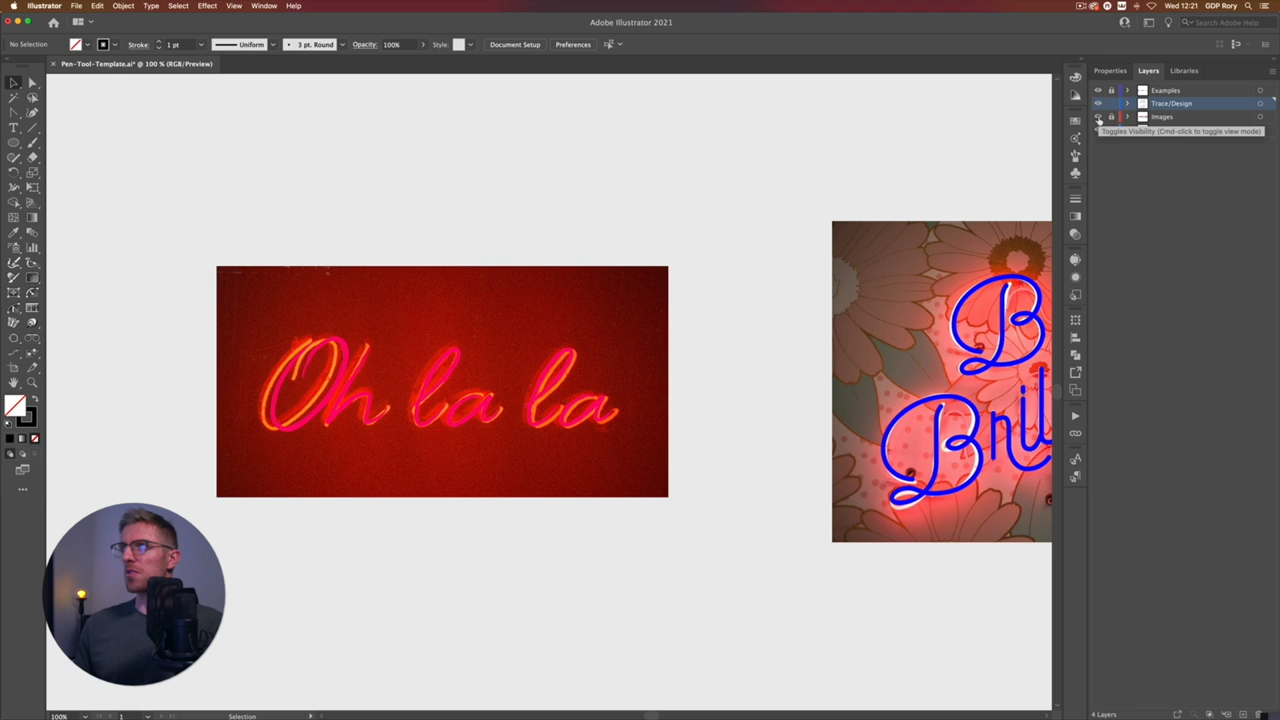 Illustrator File Edit Object Type Select Effect View Window Help
Wed 12:21 GDP Rory
Adobe Illustrator 2021
Search Adobe Help
No Selection Stroke: 1 pt Uniform 3 pt. Round Opacity: 100% Style: Document Setup Preferences
Pen-Tool-Template.ai* @ 100 % (RGB/Preview)
Properties Layers Libraries
Examples
Trace/Design
Images
Toggles Visibility (Cmd-click to toggle view mode)
Oh la la
B
Bril
4 Layers
100% 1 Selection